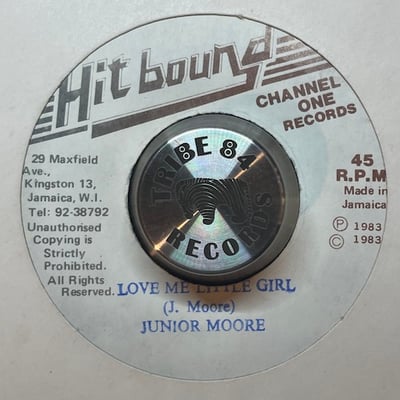 Hit bound
CHANNEL
ONE
RECORDS
29 Maxfield
Ave.,
Kingston 13,
Jamaica, W.I.
Tel: 92-38792
Unauthorised
Copying is
Strictly
Prohibited.
All Rights
Reserved.
TRIBE 84
RECORDS
45
R.P.M
Made in
Jamaica
Ⓟ 1983
© 1983
LOVE ME LITTLE GIRL
(J. Moore)
JUNIOR MOORE